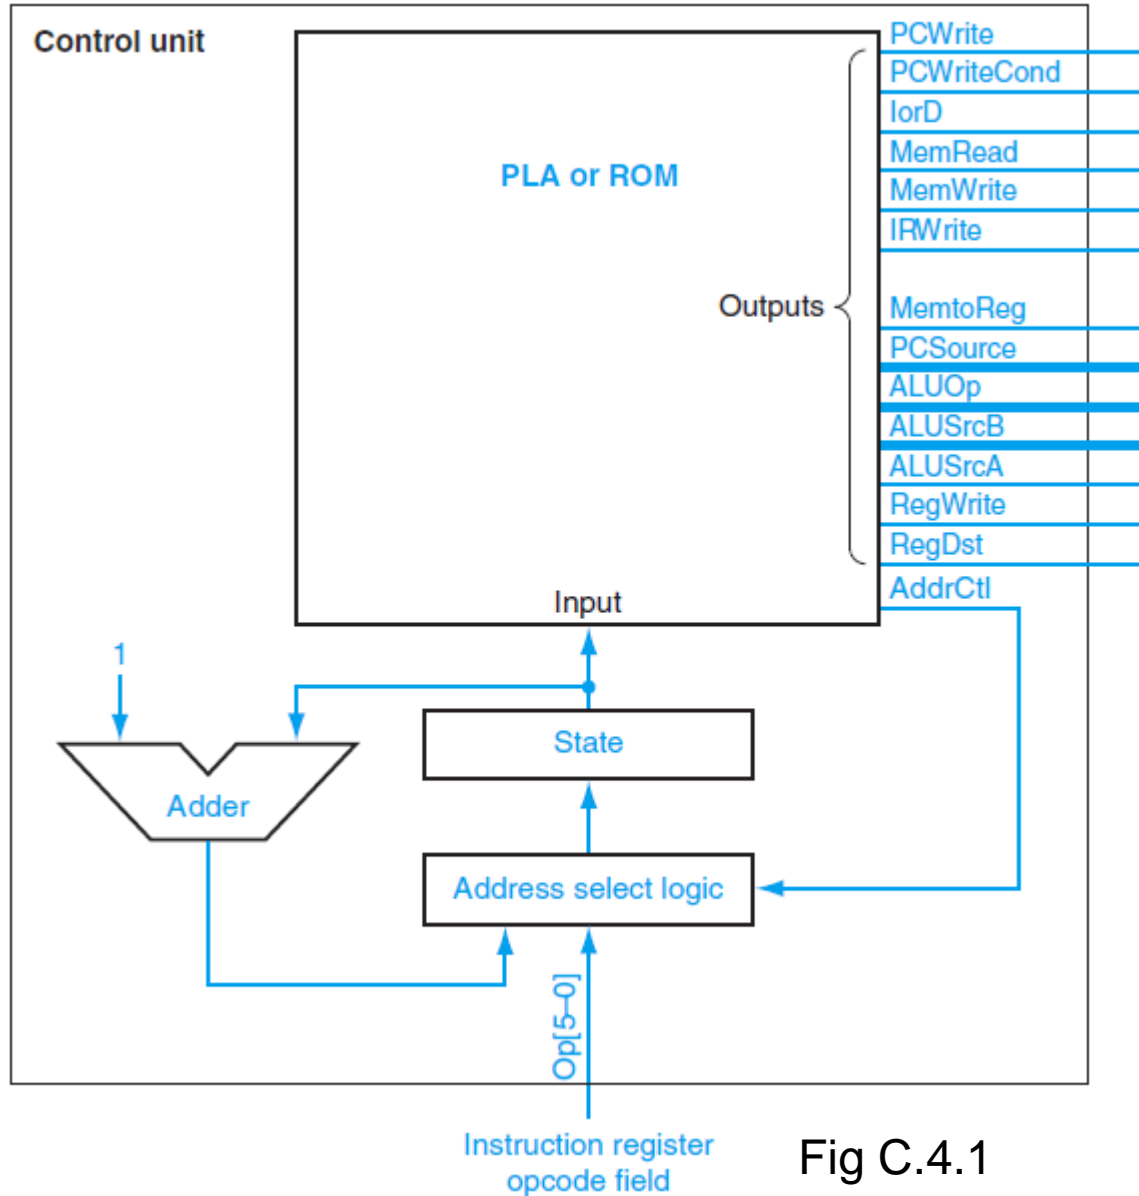 Control unit
PLA or ROM
Outputs
Input
PCWrite
PCWriteCond
IorD
MemRead
MemWrite
IRWrite
MemtoReg
PCSource
ALUOp
ALUSrcB
ALUSrcA
RegWrite
RegDst
AddrCtl
1
State
Adder
Address select logic
Op[5–0]
Instruction register
opcode field
Fig C.4.1